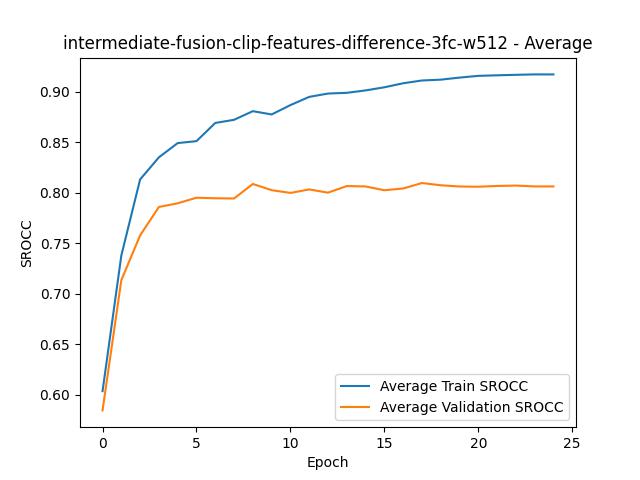 intermediate-fusion-clip-features-difference-3fc-w512 - Average
0.90
0.85
0.80
0.75
0.70
0.65
0.60
SROCC
Average Train SROCC
Average Validation SROCC
0 5 10 15 20 25
Epoch